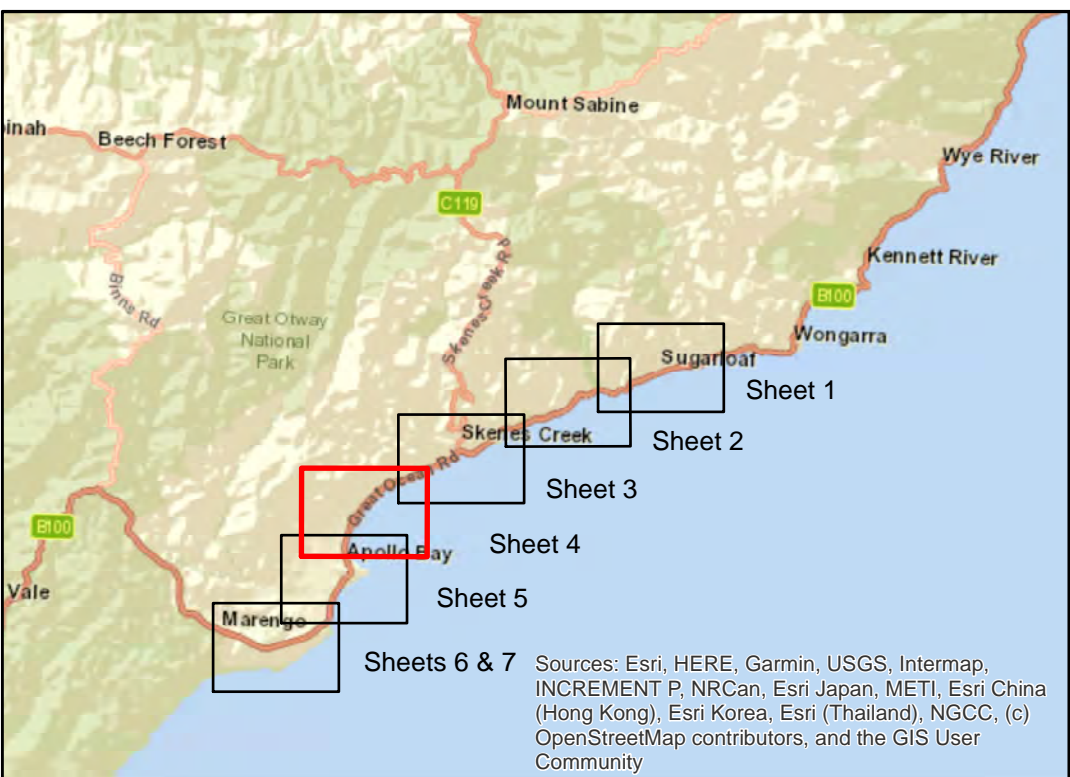 Mount Sabine
inah
Beech Forest
Wye River
C119
Skenes Creek Rd
Kennett River
Binns Rd
B100
Great Otway
National
Park
Wongarra
Sugarloaf
Sheet 1
Skenes Creek
Sheet 2
Great Ocean Rd
Sheet 3
B100
Apollo Bay
Sheet 4
Vale
Sheet 5
Marengo
Sheets 6 & 7
Sources: Esri, HERE, Garmin, USGS, Intermap,
INCREMENT P, NRCan, Esri Japan, METI, Esri China
(Hong Kong), Esri Korea, Esri (Thailand), NGCC, (c)
OpenStreetMap contributors, and the GIS User
Community